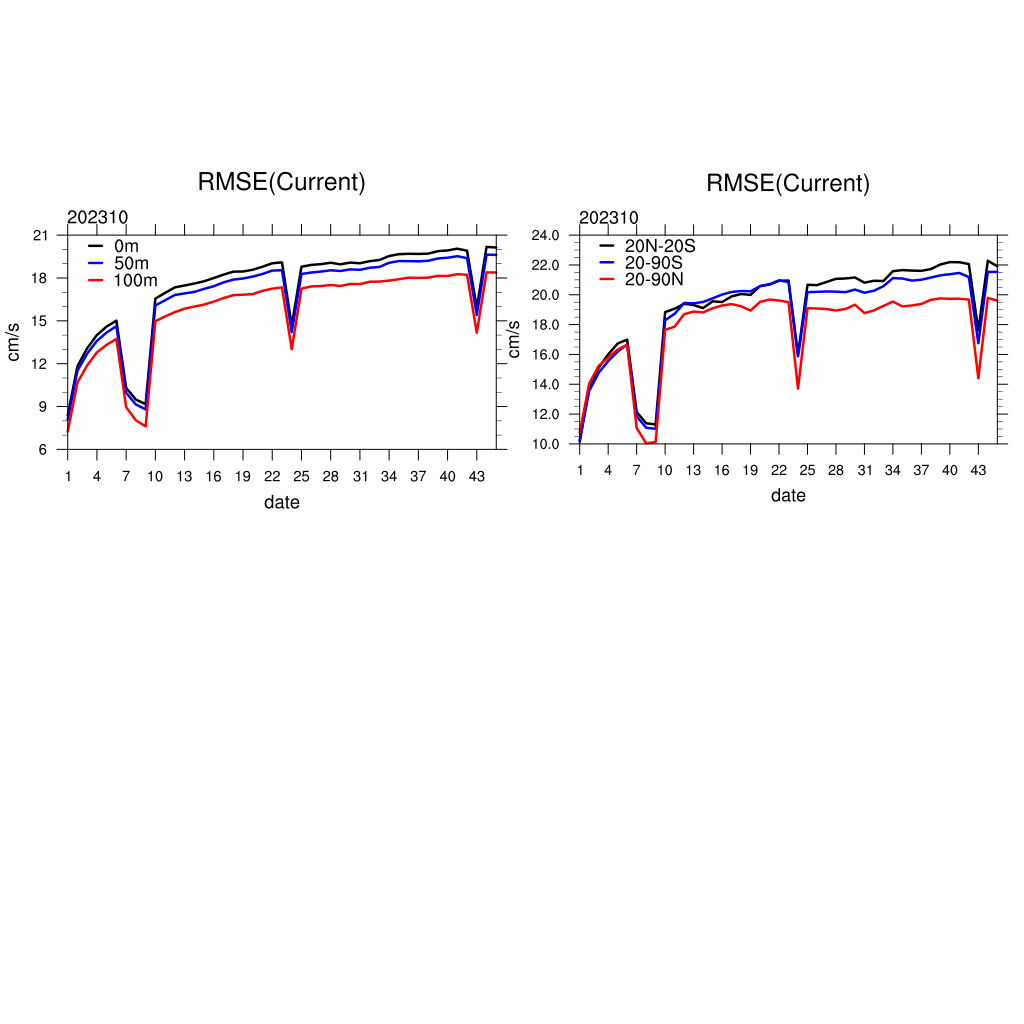 RMSE(Current)
202310
0m
50m
100m
21
18
15
12
9
6
cm/s
1 4 7 10 13 16 19 22 25 28 31 34 37 40 43
date
RMSE(Current)
202310
20N-20S
20-90S
20-90N
24.0
22.0
20.0
18.0
16.0
14.0
12.0
10.0
cm/s
1 4 7 10 13 16 19 22 25 28 31 34 37 40 43
date